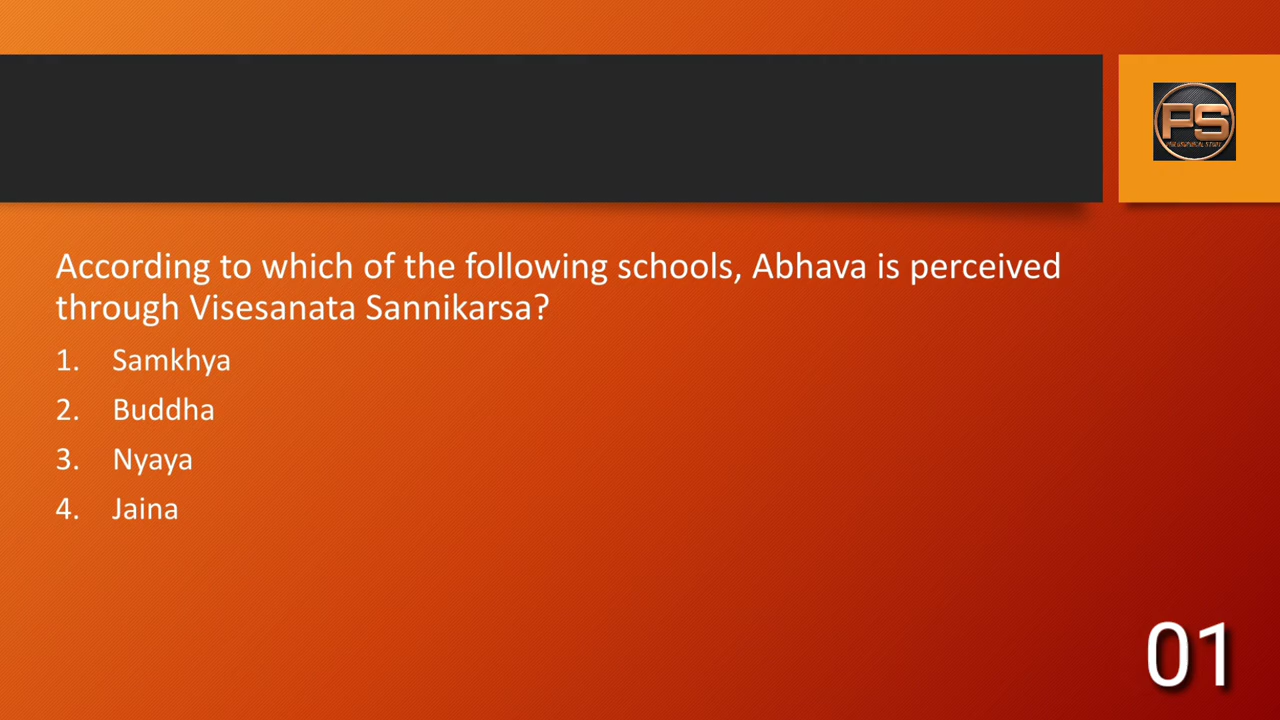 PS
According to which of the following schools, Abhava is perceived
through Visesanata Sannikarsa?
1. Samkhya
2. Buddha
3. Nyaya
4. Jaina
01